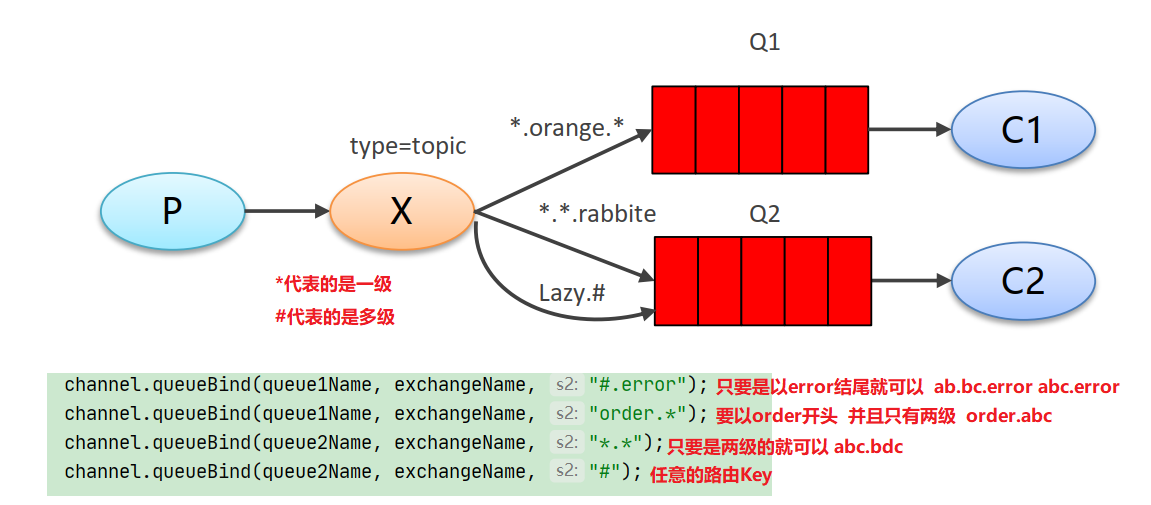 Q1
*.orange.*
type=topic
C1
P
X
*.*.rabbite
Q2
*代表的是一级
Lazy.#
C2
#代表的是多级
channel.queueBind(queue1Name, exchangeName, s2: "#.error"); 只要是以error结尾就可以 ab.bc.error abc.error
channel.queueBind(queue1Name, exchangeName, s2: "order.*"); 要以order开头 并且只有两级 order.abc
channel.queueBind(queue2Name, exchangeName, s2: "*.*"); 只要是两级的就可以 abc.bdc
channel.queueBind(queue2Name, exchangeName, s2: "#"); 任意的路由Key